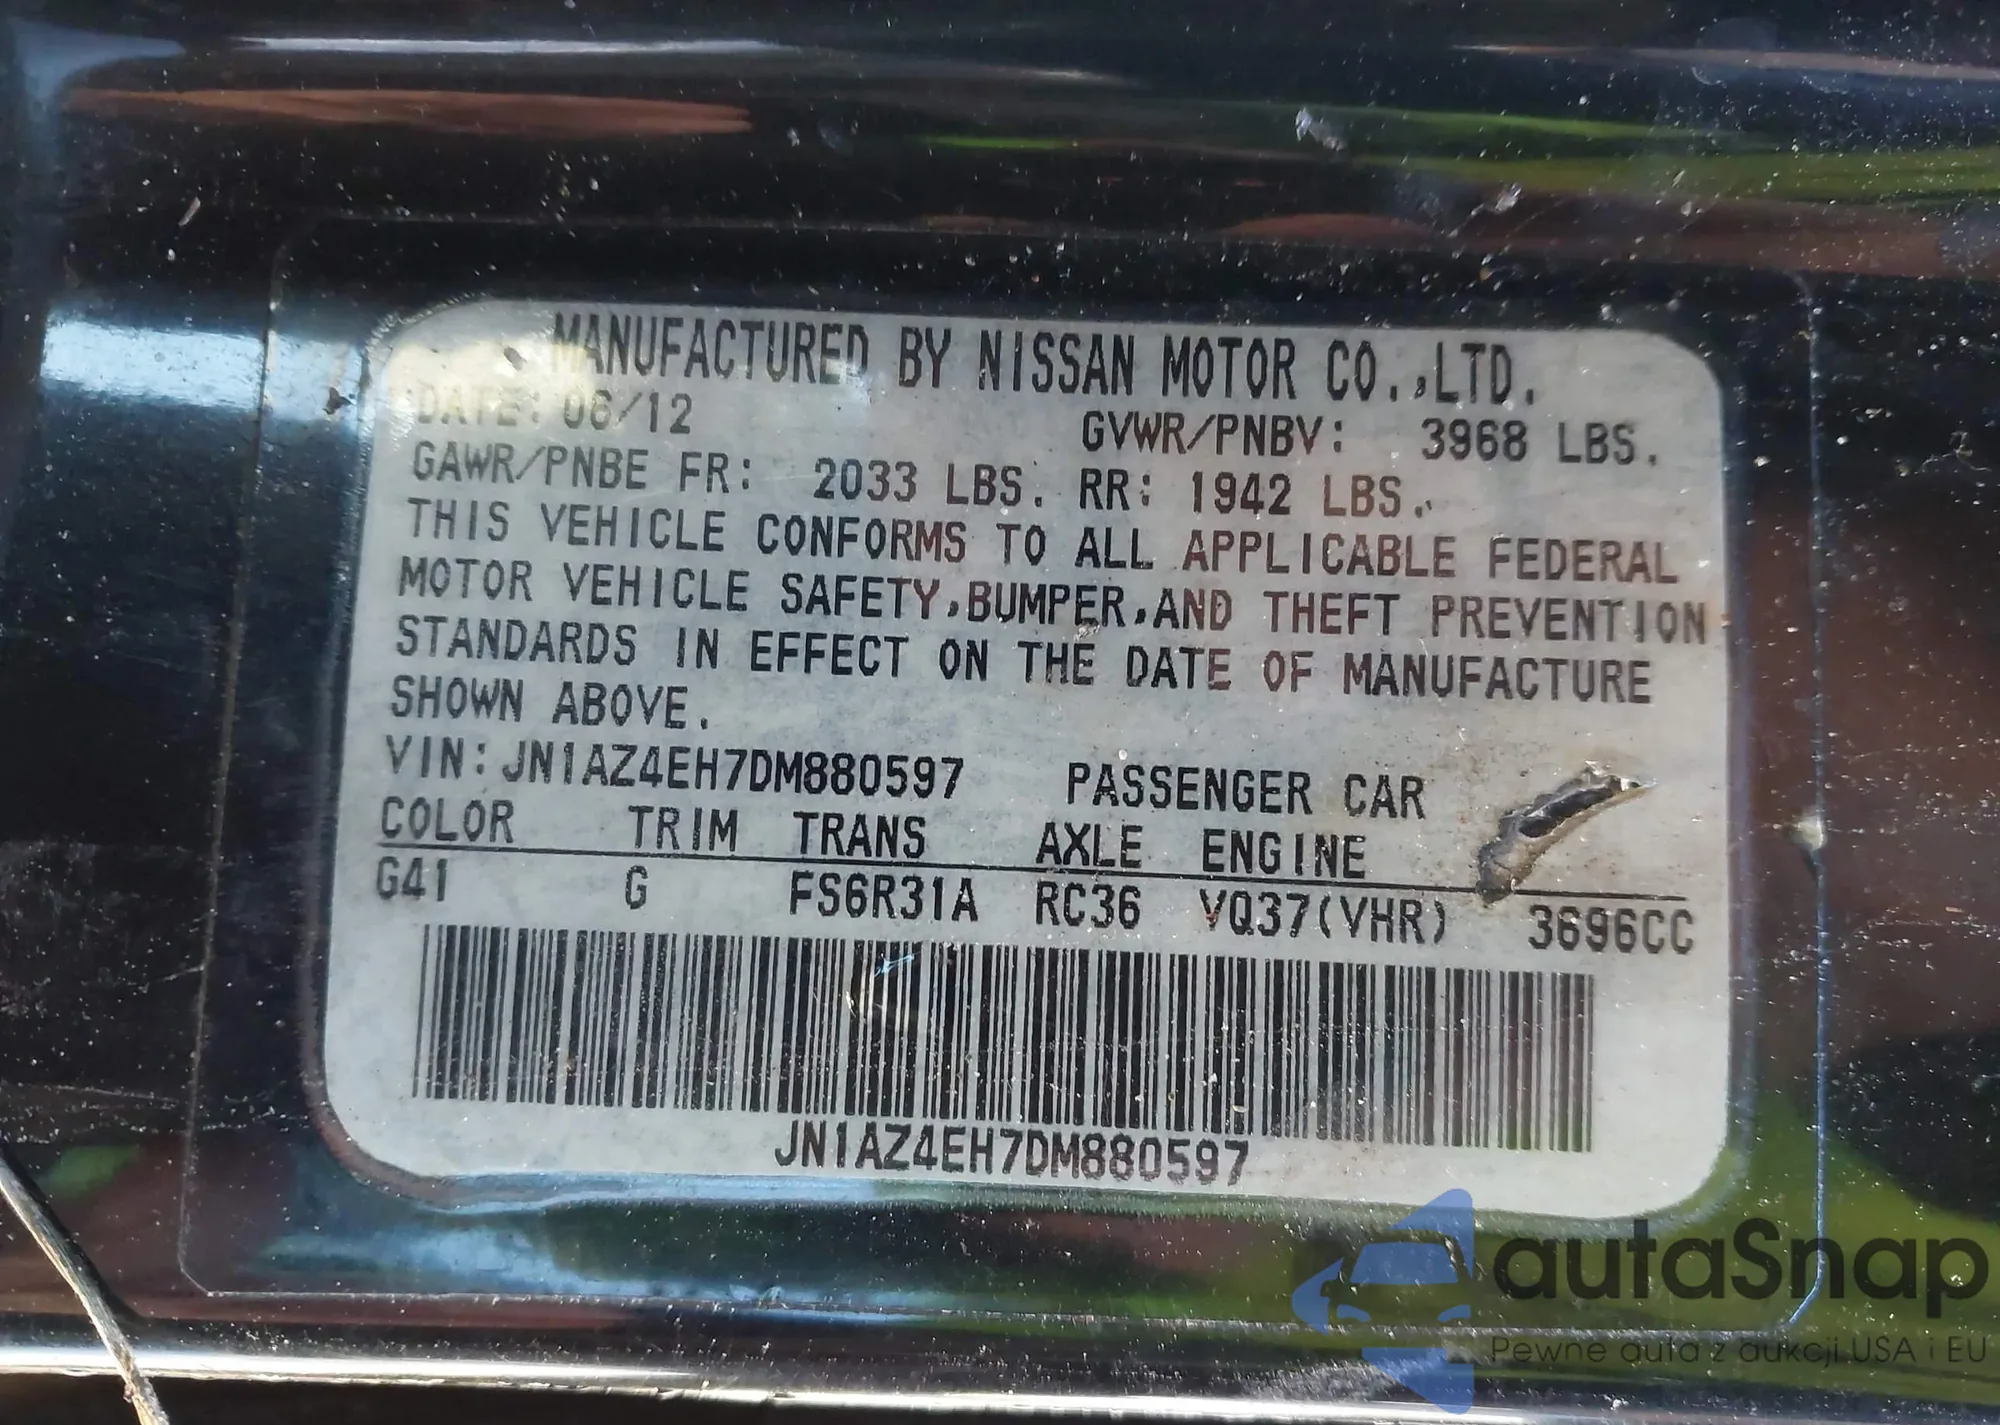 MANUFACTURED BY NISSAN MOTOR CO.,LTD.
DATE: 06/12 GVWR/PNBV: 3968 LBS.
GAWR/PNBE FR: 2033 LBS. RR: 1942 LBS.
THIS VEHICLE CONFORMS TO ALL APPLICABLE FEDERAL
MOTOR VEHICLE SAFETY,BUMPER,AND THEFT PREVENTION
STANDARDS IN EFFECT ON THE DATE OF MANUFACTURE
SHOWN ABOVE.
VIN: JN1AZ4EH7DM880597 PASSENGER CAR
COLOR TRIM TRANS AXLE ENGINE
G41 G FS6R31A RC36 VQ37(VHR) 3696CC
JN1AZ4EH7DM880597
autaSnap
Pewne auta z aukcji USA i EU